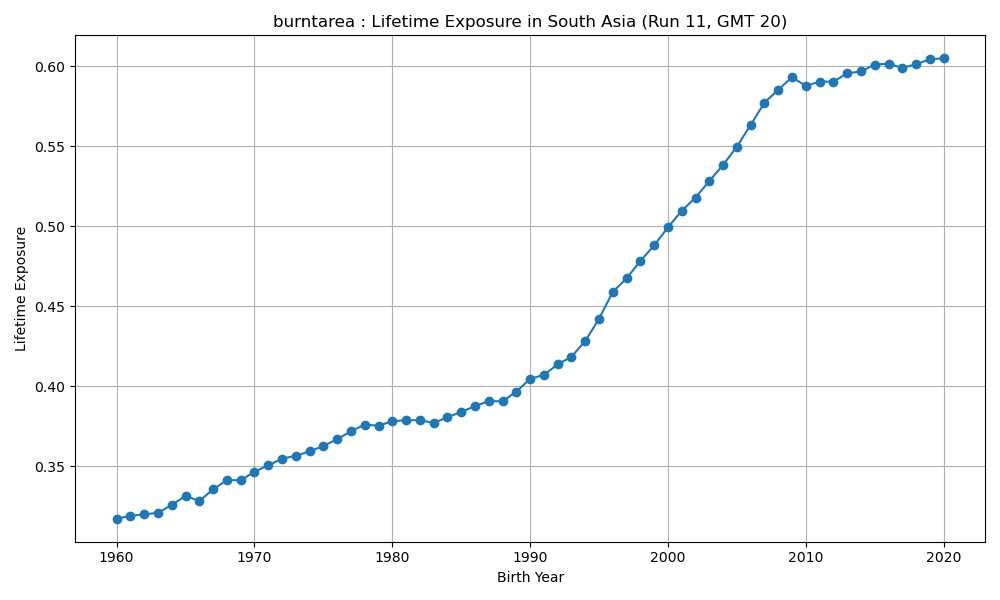 burntarea : Lifetime Exposure in South Asia (Run 11, GMT 20)
Lifetime Exposure
0.60
0.55
0.50
0.45
0.40
0.35
1960 1970 1980 1990 2000 2010 2020
Birth Year